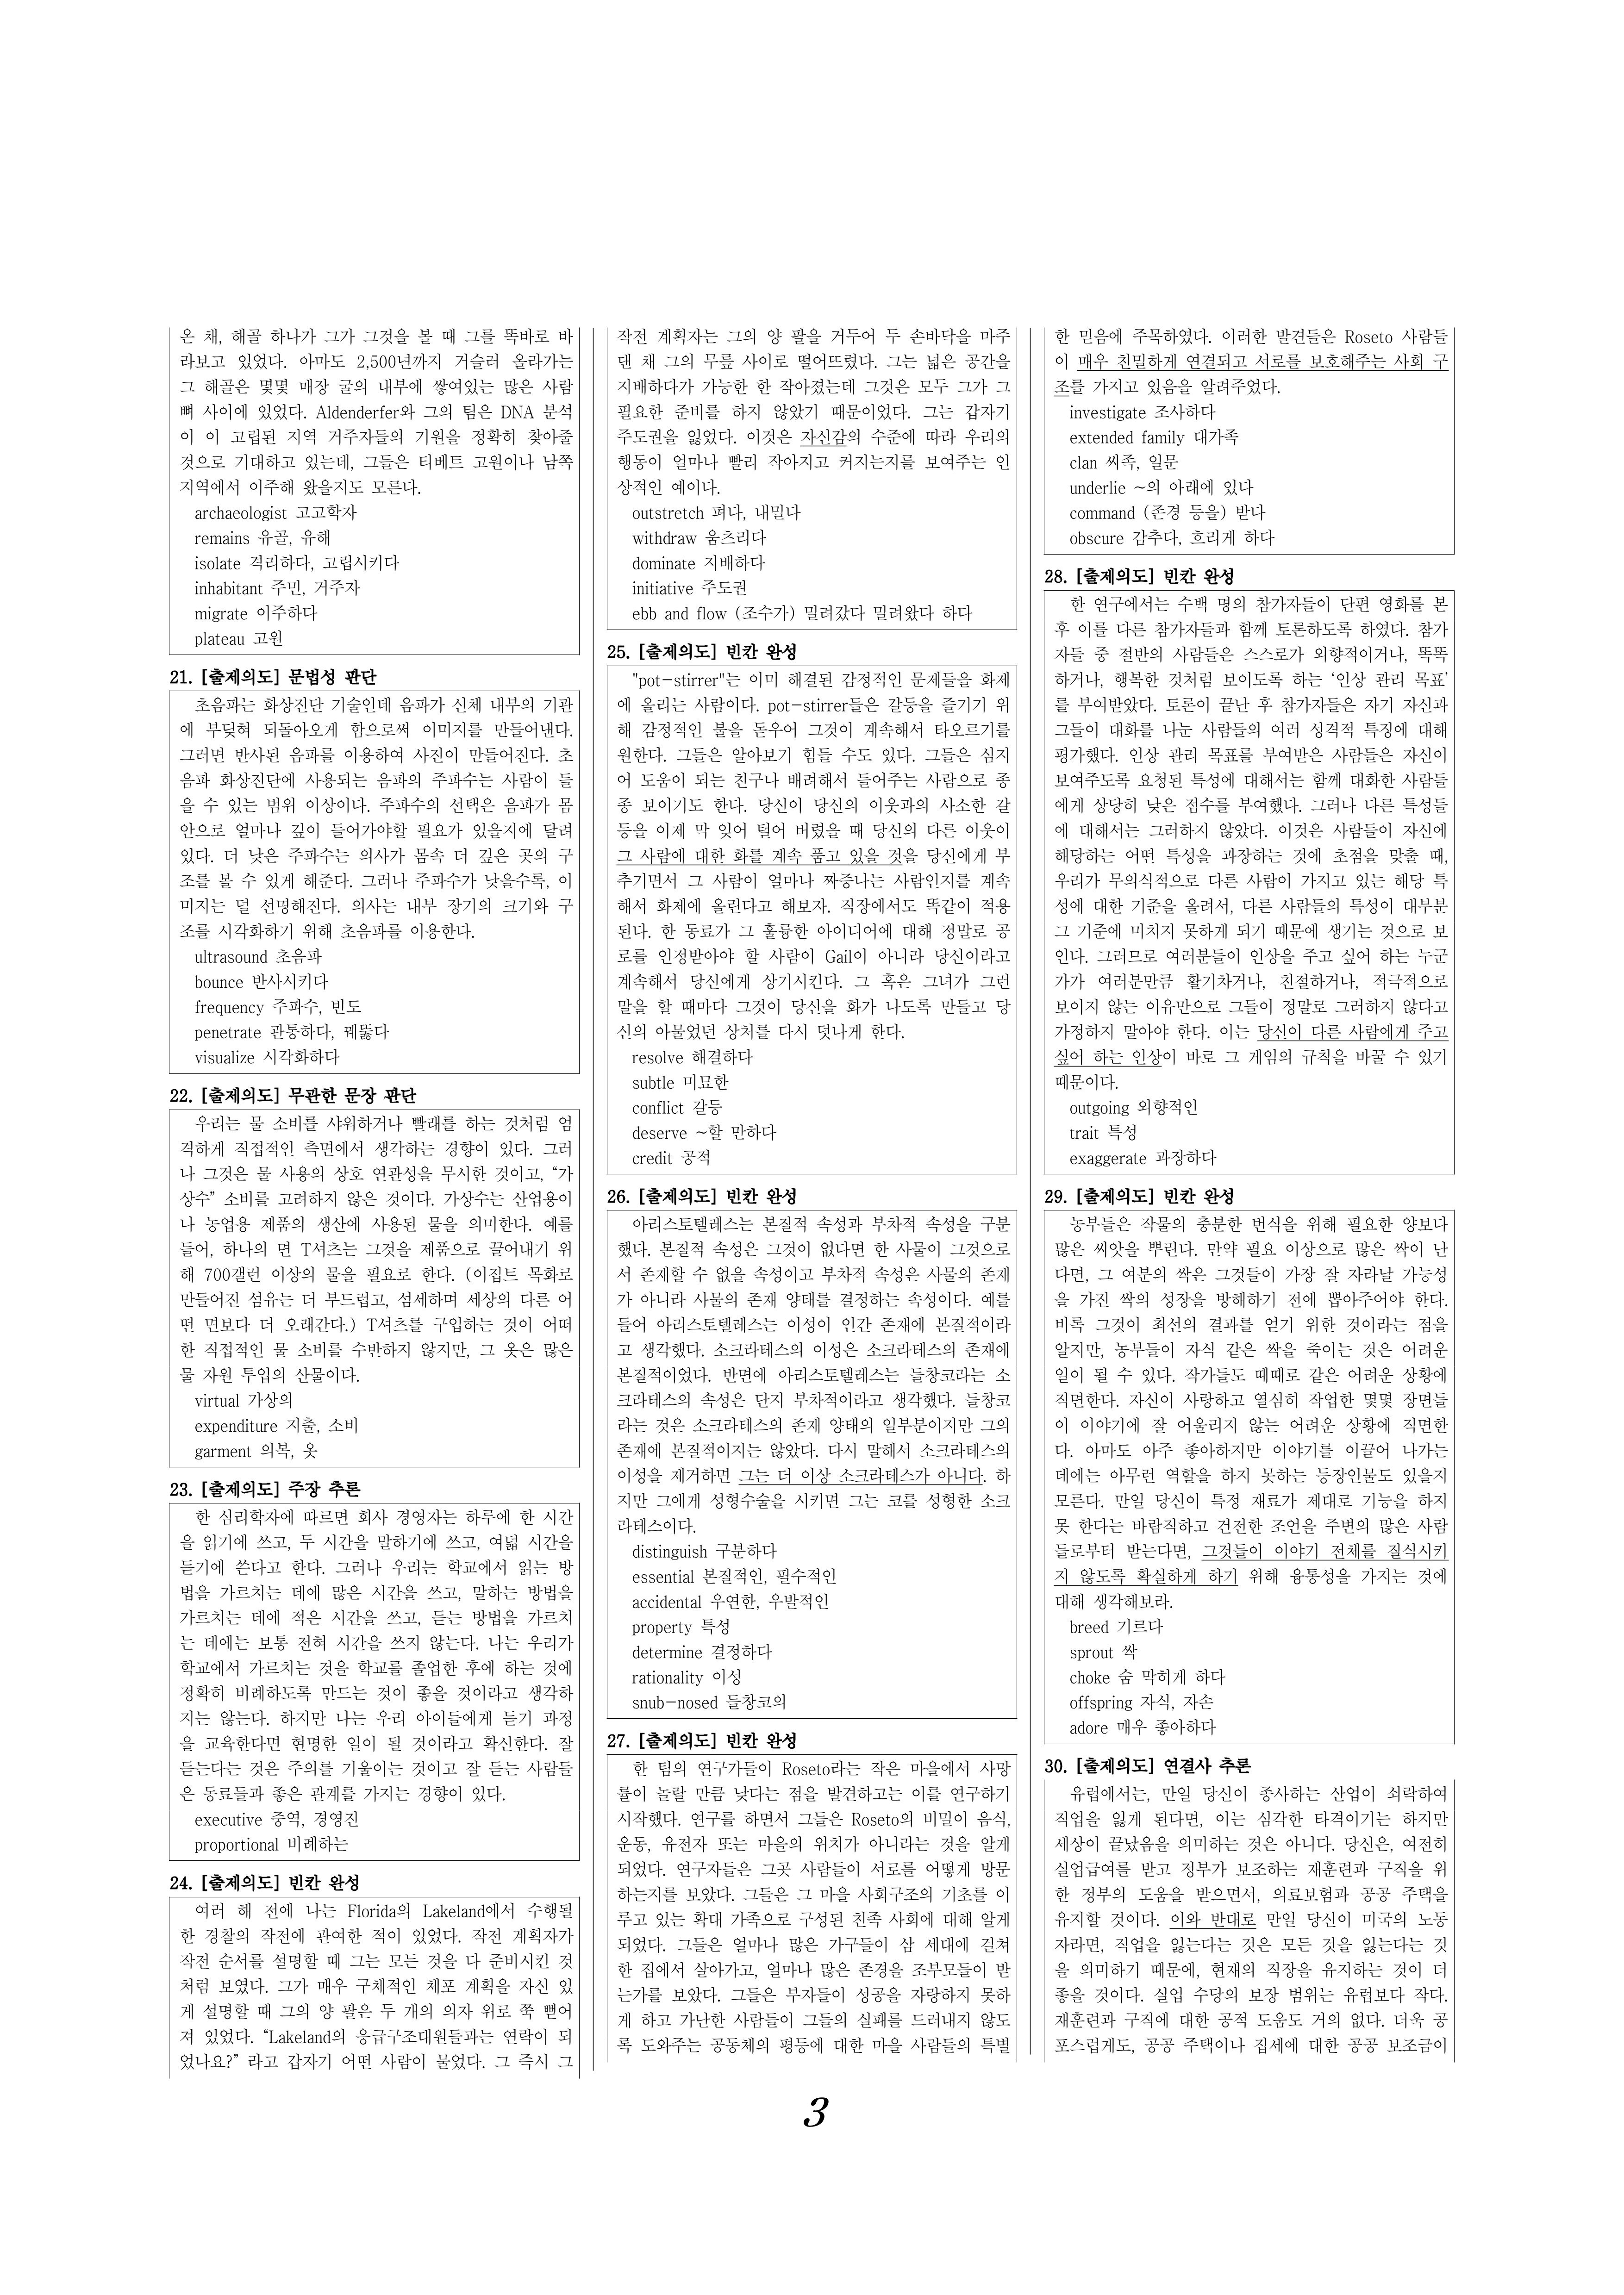 온 채, 해골 하나가 그가 그것을 볼 때 그를 똑바로 바
라보고 있었다. 아마도 2,500년까지 거슬러 올라가는
그 해골은 몇몇 매장 굴의 내부에 쌓여있는 많은 사람
뼈 사이에 있었다. Aldenderfer와 그의 팀은 DNA 분석
이 이 고립된 지역 거주자들의 기원을 정확히 찾아줄
것으로 기대하고 있는데, 그들은 티베트 고원이나 남쪽
지역에서 이주해 왔을지도 모른다.
archaeologist 고고학자
remains 유골, 유해
isolate 격리하다, 고립시키다
inhabitant 주민, 거주자
migrate 이주하다
plateau 고원
21. [출제의도] 문법성 판단
초음파는 화상진단 기술인데 음파가 신체 내부의 기관
에 부딪혀 되돌아오게 함으로써 이미지를 만들어낸다.
그러면 반사된 음파를 이용하여 사진이 만들어진다. 초
음파 화상진단에 사용되는 음파의 주파수는 사람이 들
을 수 있는 범위 이상이다. 주파수의 선택은 음파가 몸
안으로 얼마나 깊이 들어가야할 필요가 있을지에 달려
있다. 더 낮은 주파수는 의사가 몸속 더 깊은 곳의 구
조를 볼 수 있게 해준다. 그러나 주파수가 낮을수록, 이
미지는 덜 선명해진다. 의사는 내부 장기의 크기와 구
조를 시각화하기 위해 초음파를 이용한다.
ultrasound 초음파
bounce 반사시키다
frequency 주파수, 빈도
penetrate 관통하다, 꿰뚫다
visualize 시각화하다
22. [출제의도] 무관한 문장 판단
우리는 물 소비를 샤워하거나 빨래를 하는 것처럼 엄
격하게 직접적인 측면에서 생각하는 경향이 있다. 그러
나 그것은 물 사용의 상호 연관성을 무시한 것이고, “가
상수” 소비를 고려하지 않은 것이다. 가상수는 산업용이
나 농업용 제품의 생산에 사용된 물을 의미한다. 예를
들어, 하나의 면 T셔츠는 그것을 제품으로 끌어내기 위
해 700갤런 이상의 물을 필요로 한다. (이집트 목화로
만들어진 섬유는 더 부드럽고, 섬세하며 세상의 다른 어
떤 면보다 더 오래간다.) T셔츠를 구입하는 것이 어떠
한 직접적인 물 소비를 수반하지 않지만, 그 옷은 많은
물 자원 투입의 산물이다.
virtual 가상의
expenditure 지출, 소비
garment 의복, 옷
23. [출제의도] 주장 추론
한 심리학자에 따르면 회사 경영자는 하루에 한 시간
을 읽기에 쓰고, 두 시간을 말하기에 쓰고, 여덟 시간을
듣기에 쓴다고 한다. 그러나 우리는 학교에서 읽는 방
법을 가르치는 데에 많은 시간을 쓰고, 말하는 방법을
가르치는 데에 적은 시간을 쓰고, 듣는 방법을 가르치
는 데에는 보통 전혀 시간을 쓰지 않는다. 나는 우리가
학교에서 가르치는 것을 학교를 졸업한 후에 하는 것에
정확히 비례하도록 만드는 것이 좋을 것이라고 생각하
지는 않는다. 하지만 나는 우리 아이들에게 듣기 과정
을 교육한다면 현명한 일이 될 것이라고 확신한다. 잘
듣는다는 것은 주의를 기울이는 것이고 잘 듣는 사람들
은 동료들과 좋은 관계를 가지는 경향이 있다.
executive 중역, 경영진
proportional 비례하는
24. [출제의도] 빈칸 완성
여러 해 전에 나는 Florida의 Lakeland에서 수행될
한 경찰의 작전에 관여한 적이 있었다. 작전 계획자가
작전 순서를 설명할 때 그는 모든 것을 다 준비시킨 것
처럼 보였다. 그가 매우 구체적인 체포 계획을 자신 있
게 설명할 때 그의 양 팔은 두 개의 의자 위로 쭉 뻗어
져 있었다. “Lakeland의 응급구조대원들과는 연락이 되
었나요?” 라고 갑자기 어떤 사람이 물었다. 그 즉시 그
작전 계획자는 그의 양 팔을 거두어 두 손바닥을 마주
댄 채 그의 무릎 사이로 떨어뜨렸다. 그는 넓은 공간을
지배하다가 가능한 한 작아졌는데 그것은 모두 그가 그
필요한 준비를 하지 않았기 때문이었다. 그는 갑자기
주도권을 잃었다. 이것은 자신감의 수준에 따라 우리의
행동이 얼마나 빨리 작아지고 커지는지를 보여주는 인
상적인 예이다.
outstretch 펴다, 내밀다
withdraw 움츠리다
dominate 지배하다
initiative 주도권
ebb and flow (조수가) 밀려갔다 밀려왔다 하다
25. [출제의도] 빈칸 완성
"pot-stirrer"는 이미 해결된 감정적인 문제들을 화제
에 올리는 사람이다. pot-stirrer들은 갈등을 즐기기 위
해 감정적인 불을 돋우어 그것이 계속해서 타오르기를
원한다. 그들은 알아보기 힘들 수도 있다. 그들은 심지
어 도움이 되는 친구나 배려해서 들어주는 사람으로 종
종 보이기도 한다. 당신이 당신의 이웃과의 사소한 갈
등을 이제 막 잊어 털어 버렸을 때 당신의 다른 이웃이
그 사람에 대한 화를 계속 품고 있을 것을 당신에게 부
추기면서 그 사람이 얼마나 짜증나는 사람인지를 계속
해서 화제에 올린다고 해보자. 직장에서도 똑같이 적용
된다. 한 동료가 그 훌륭한 아이디어에 대해 정말로 공
로를 인정받아야 할 사람이 Gail이 아니라 당신이라고
계속해서 당신에게 상기시킨다. 그 혹은 그녀가 그런
말을 할 때마다 그것이 당신을 화가 나도록 만들고 당
신의 아물었던 상처를 다시 덧나게 한다.
resolve 해결하다
subtle 미묘한
conflict 갈등
deserve ~할 만하다
credit 공적
26. [출제의도] 빈칸 완성
아리스토텔레스는 본질적 속성과 부차적 속성을 구분
했다. 본질적 속성은 그것이 없다면 한 사물이 그것으로
서 존재할 수 없을 속성이고 부차적 속성은 사물의 존재
가 아니라 사물의 존재 양태를 결정하는 속성이다. 예를
들어 아리스토텔레스는 이성이 인간 존재에 본질적이라
고 생각했다. 소크라테스의 이성은 소크라테스의 존재에
본질적이었다. 반면에 아리스토텔레스는 들창코라는 소
크라테스의 속성은 단지 부차적이라고 생각했다. 들창코
라는 것은 소크라테스의 존재 양태의 일부분이지만 그의
존재에 본질적이지는 않았다. 다시 말해서 소크라테스의
이성을 제거하면 그는 더 이상 소크라테스가 아니다. 하
지만 그에게 성형수술을 시키면 그는 코를 성형한 소크
라테스이다.
distinguish 구분하다
essential 본질적인, 필수적인
accidental 우연한, 우발적인
property 특성
determine 결정하다
rationality 이성
snub-nosed 들창코의
27. [출제의도] 빈칸 완성
한 팀의 연구가들이 Roseto라는 작은 마을에서 사망
률이 놀랄 만큼 낮다는 점을 발견하고는 이를 연구하기
시작했다. 연구를 하면서 그들은 Roseto의 비밀이 음식,
운동, 유전자 또는 마을의 위치가 아니라는 것을 알게
되었다. 연구자들은 그곳 사람들이 서로를 어떻게 방문
하는지를 보았다. 그들은 그 마을 사회구조의 기초를 이
루고 있는 확대 가족으로 구성된 친족 사회에 대해 알게
되었다. 그들은 얼마나 많은 가구들이 삼 세대에 걸쳐
한 집에서 살아가고, 얼마나 많은 존경을 조부모들이 받
는가를 보았다. 그들은 부자들이 성공을 자랑하지 못하
게 하고 가난한 사람들이 그들의 실패를 드러내지 않도
록 도와주는 공동체의 평등에 대한 마을 사람들의 특별
한 믿음에 주목하였다. 이러한 발견들은 Roseto 사람들
이 매우 친밀하게 연결되고 서로를 보호해주는 사회 구
조를 가지고 있음을 알려주었다.
investigate 조사하다
extended family 대가족
clan 씨족, 일문
underlie ~의 아래에 있다
command (존경 등을) 받다
obscure 감추다, 흐리게 하다
28. [출제의도] 빈칸 완성
한 연구에서는 수백 명의 참가자들이 단편 영화를 본
후 이를 다른 참가자들과 함께 토론하도록 하였다. 참가
자들 중 절반의 사람들은 스스로가 외향적이거나, 똑똑
하거나, 행복한 것처럼 보이도록 하는 ‘인상 관리 목표’
를 부여받았다. 토론이 끝난 후 참가자들은 자기 자신과
그들이 대화를 나눈 사람들의 여러 성격적 특징에 대해
평가했다. 인상 관리 목표를 부여받은 사람들은 자신이
보여주도록 요청된 특성에 대해서는 함께 대화한 사람들
에게 상당히 낮은 점수를 부여했다. 그러나 다른 특성들
에 대해서는 그러하지 않았다. 이것은 사람들이 자신에
해당하는 어떤 특성을 과장하는 것에 초점을 맞출 때,
우리가 무의식적으로 다른 사람이 가지고 있는 해당 특
성에 대한 기준을 올려서, 다른 사람들의 특성이 대부분
그 기준에 미치지 못하게 되기 때문에 생기는 것으로 보
인다. 그러므로 여러분들이 인상을 주고 싶어 하는 누군
가가 여러분만큼 활기차거나, 친절하거나, 적극적으로
보이지 않는 이유만으로 그들이 정말로 그러하지 않다고
가정하지 말아야 한다. 이는 당신이 다른 사람에게 주고
싶어 하는 인상이 바로 그 게임의 규칙을 바꿀 수 있기
때문이다.
outgoing 외향적인
trait 특성
exaggerate 과장하다
29. [출제의도] 빈칸 완성
농부들은 작물의 충분한 번식을 위해 필요한 양보다
많은 씨앗을 뿌린다. 만약 필요 이상으로 많은 싹이 난
다면, 그 여분의 싹은 그것들이 가장 잘 자라날 가능성
을 가진 싹의 성장을 방해하기 전에 뽑아주어야 한다.
비록 그것이 최선의 결과를 얻기 위한 것이라는 점을
알지만, 농부들이 자식 같은 싹을 죽이는 것은 어려운
일이 될 수 있다. 작가들도 때때로 같은 어려운 상황에
직면한다. 자신이 사랑하고 열심히 작업한 몇몇 장면들
이 이야기에 잘 어울리지 않는 어려운 상황에 직면한
다. 아마도 아주 좋아하지만 이야기를 이끌어 나가는
데에는 아무런 역할을 하지 못하는 등장인물도 있을지
모른다. 만일 당신이 특정 재료가 제대로 기능을 하지
못 한다는 바람직하고 건전한 조언을 주변의 많은 사람
들로부터 받는다면, 그것들이 이야기 전체를 질식시키
지 않도록 확실하게 하기 위해 융통성을 가지는 것에
대해 생각해보라.
breed 기르다
sprout 싹
choke 숨 막히게 하다
offspring 자식, 자손
adore 매우 좋아하다
30. [출제의도] 연결사 추론
유럽에서는, 만일 당신이 종사하는 산업이 쇠락하여
직업을 잃게 된다면, 이는 심각한 타격이기는 하지만
세상이 끝났음을 의미하는 것은 아니다. 당신은, 여전히
실업급여를 받고 정부가 보조하는 재훈련과 구직을 위
한 정부의 도움을 받으면서, 의료보험과 공공 주택을
유지할 것이다. 이와 반대로 만일 당신이 미국의 노동
자라면, 직업을 잃는다는 것은 모든 것을 잃는다는 것
을 의미하기 때문에, 현재의 직장을 유지하는 것이 더
좋을 것이다. 실업 수당의 보장 범위는 유럽보다 작다.
재훈련과 구직에 대한 공적 도움도 거의 없다. 더욱 공
포스럽게도, 공공 주택이나 집세에 대한 공공 보조금이
3